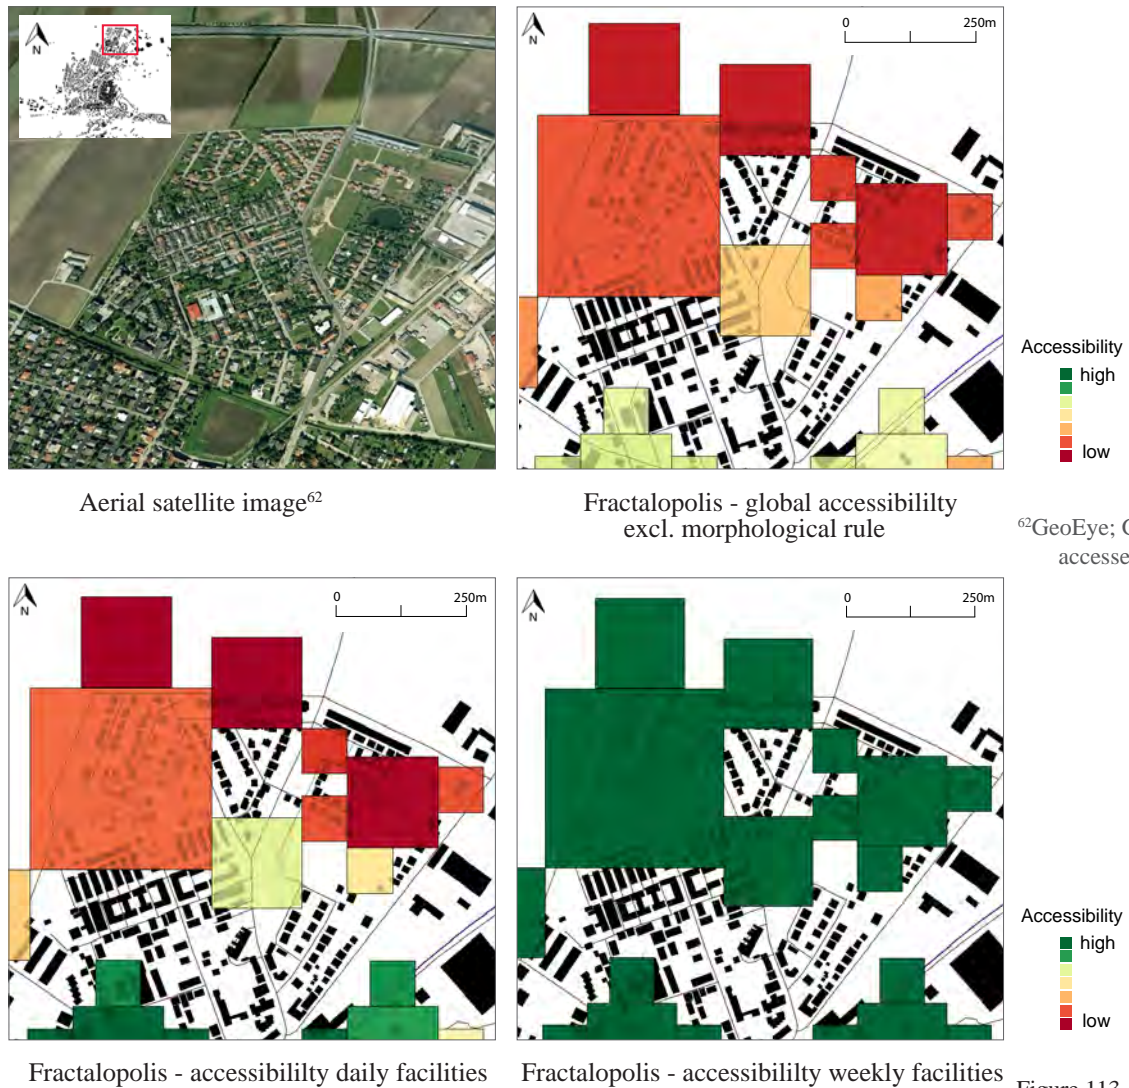 N
0 250m
N
Accessibility
high
low
Aerial satellite image⁶²
Fractalopolis - global accessibililty
excl. morphological rule
⁶²GeoEye; C
accesse
N
0 250m
N
0 250m
Accessibility
high
low
Fractalopolis - accessibililty daily facilities
Fractalopolis - accessibililty weekly facilities
Figure 113